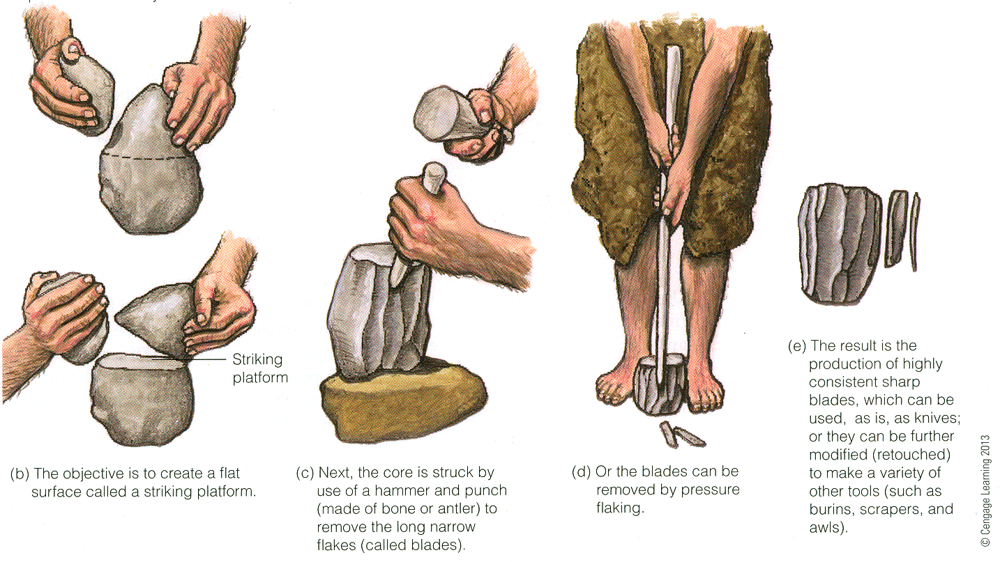 Striking
platform
(b) The objective is to create a flat
surface called a striking platform.
(c) Next, the core is struck by
use of a hammer and punch
(made of bone or antler) to
remove the long narrow
flakes (called blades).
(d) Or the blades can be
removed by pressure
flaking.
(e) The result is the
production of highly
consistent sharp
blades, which can be
used, as is, as knives;
or they can be further
modified (retouched)
to make a variety of
other tools (such as
burins, scrapers, and
awls).
© Cengage Learning 2013